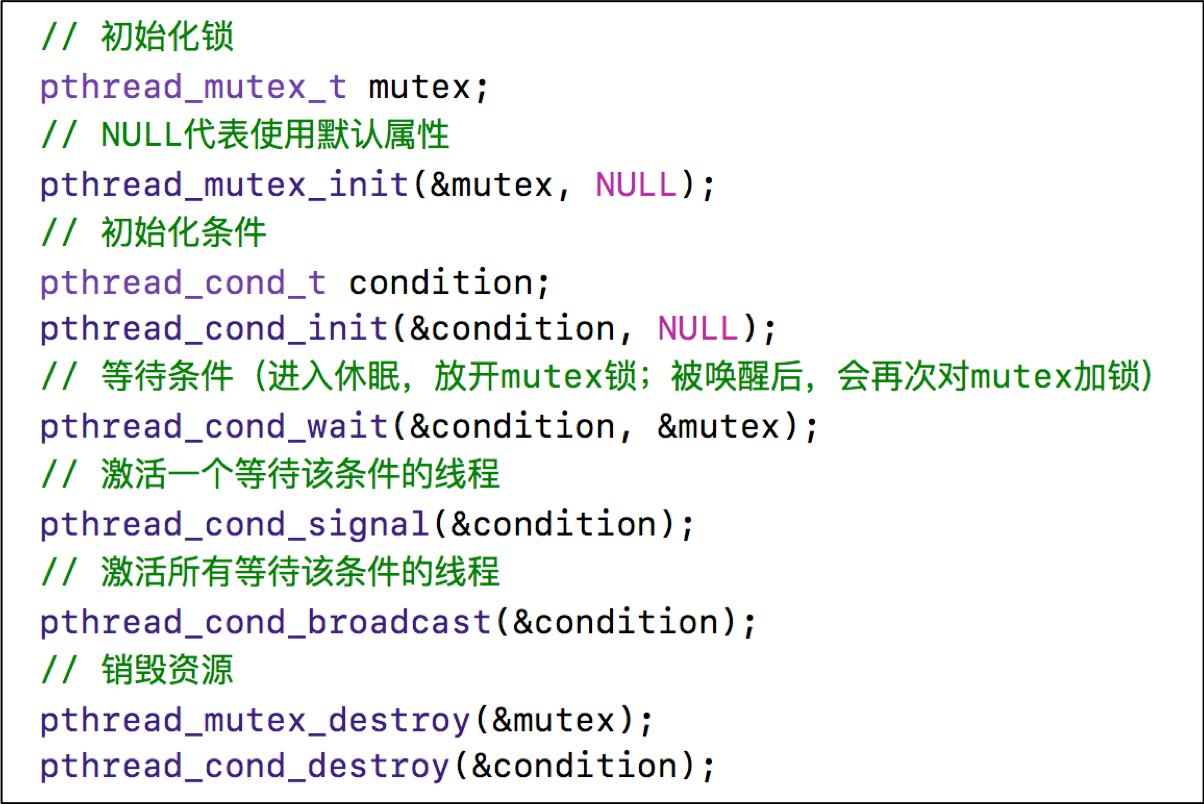 // 初始化锁
pthread_mutex_t mutex;
// NULL代表使用默认属性
pthread_mutex_init(&mutex, NULL);
// 初始化条件
pthread_cond_t condition;
pthread_cond_init(&condition, NULL);
// 等待条件（进入休眠，放开mutex锁；被唤醒后，会再次对mutex加锁）
pthread_cond_wait(&condition, &mutex);
// 激活一个等待该条件的线程
pthread_cond_signal(&condition);
// 激活所有等待该条件的线程
pthread_cond_broadcast(&condition);
// 销毁资源
pthread_mutex_destroy(&mutex);
pthread_cond_destroy(&condition);